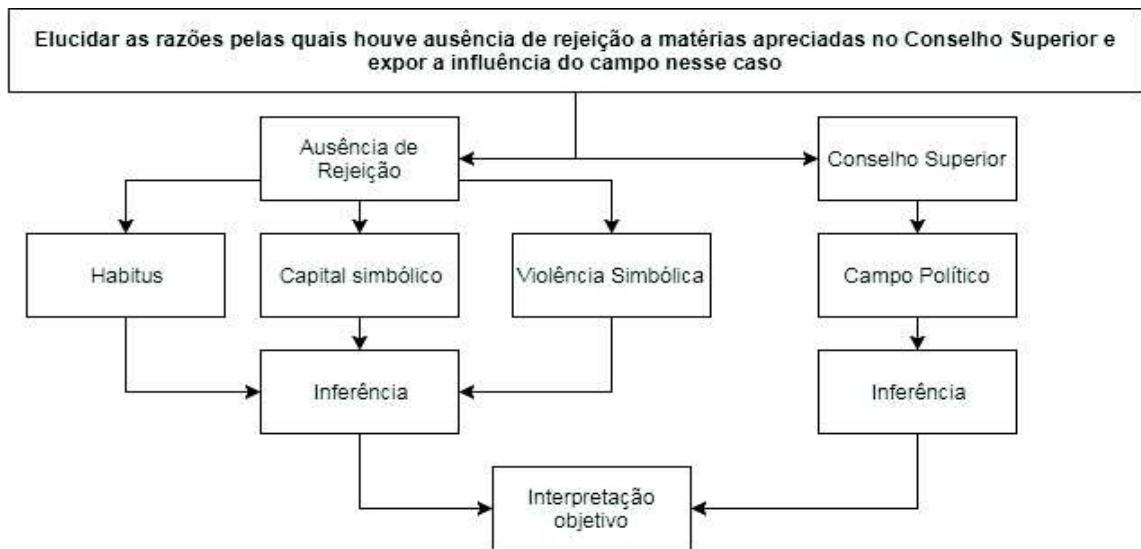 Elucidar as razões pelas quais houve ausência de rejeição a matérias apreciadas no Conselho Superior e
expor a influência do campo nesse caso
Ausência de
Rejeição
Conselho Superior
Habitus
Capital simbólico
Violência Simbólica
Campo Político
Inferência
Inferência
Interpretação
objetivo